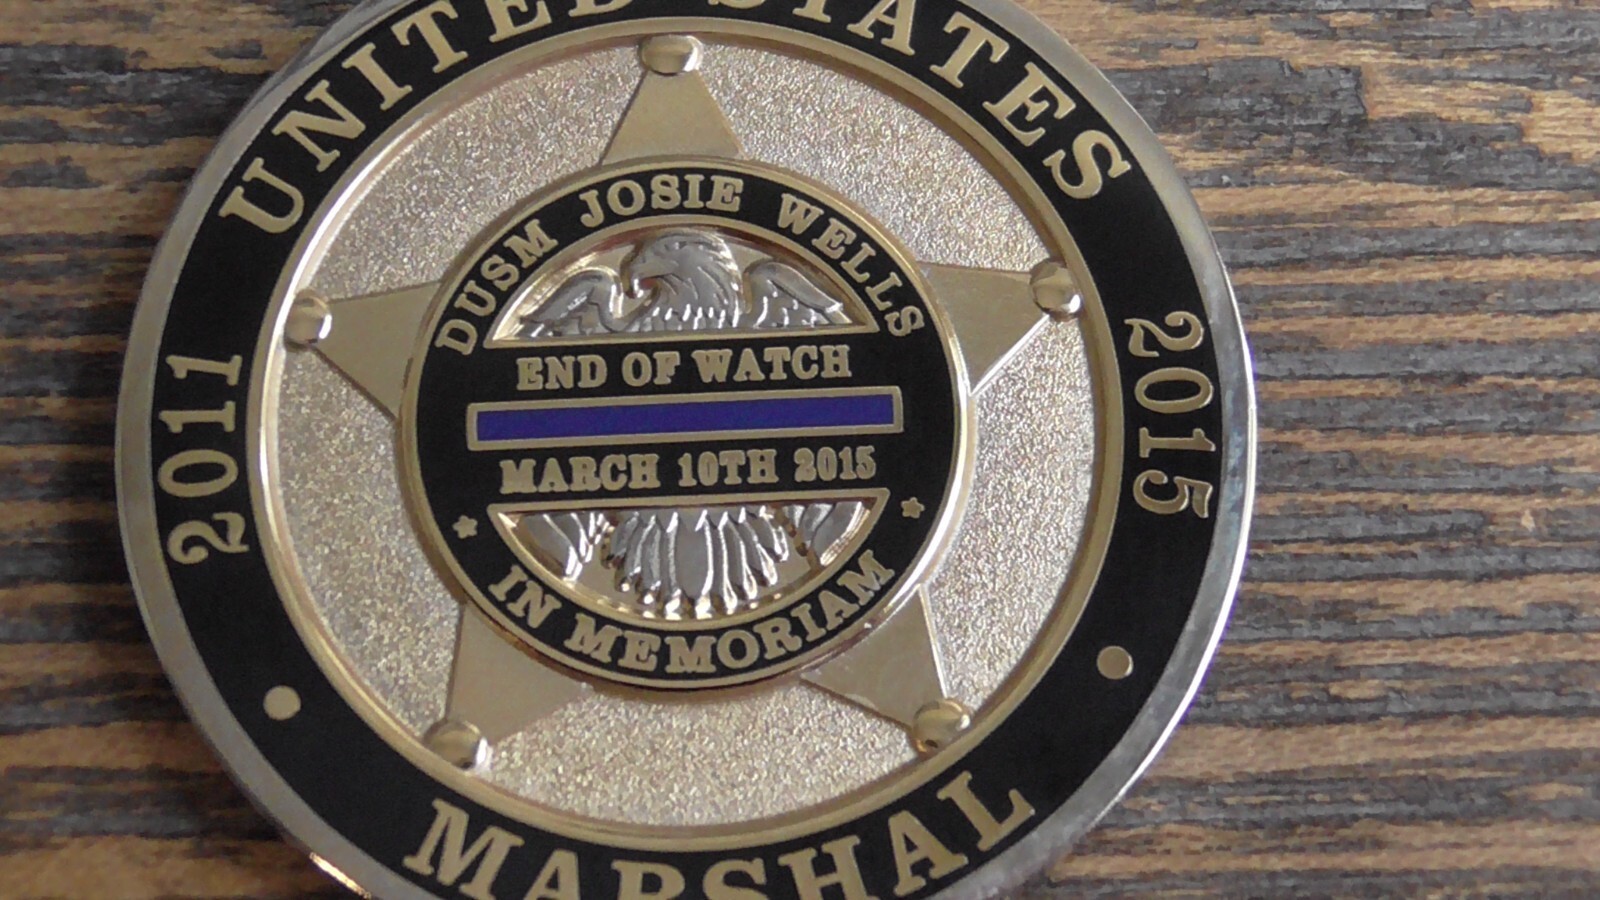 UNITED STATES
2011
2015
MARSHAL
DUSM JOSIE WELLS
END OF WATCH
MARCH 10TH 2015
IN MEMORIAM